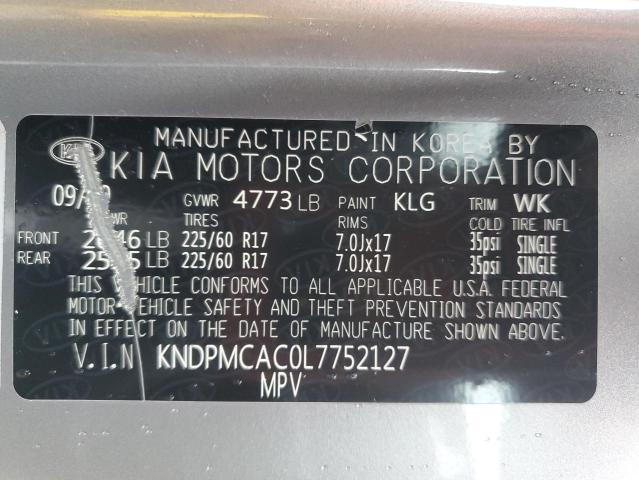 MANUFACTURED IN KOREA BY
KIA KIA MOTORS CORPORATION
GVWR 4773 LB PAINT KLG TRIM WK
TIRES RIMS COLD TIRE INFL
FRONT LB 225/60 R17 7.0Jx17 35psi SINGLE
REAR LB 225/60 R17 7.0Jx17 35psi SINGLE
THIS VEHICLE CONFORMS TO ALL APPLICABLE U.S.A. FEDERAL
MOTOR VEHICLE SAFETY AND THEFT PREVENTION STANDARDS
IN EFFECT ON THE DATE OF MANUFACTURE SHOWN ABOVE.
V.I.N KNDPMCAC0L7752127
MPV